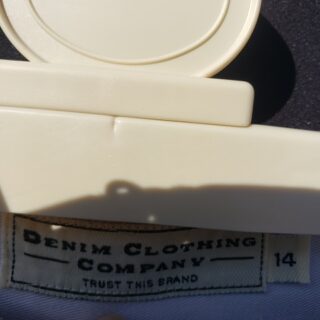 DENIM CLOTHING
COMPANY
TRUST THIS BRAND
14